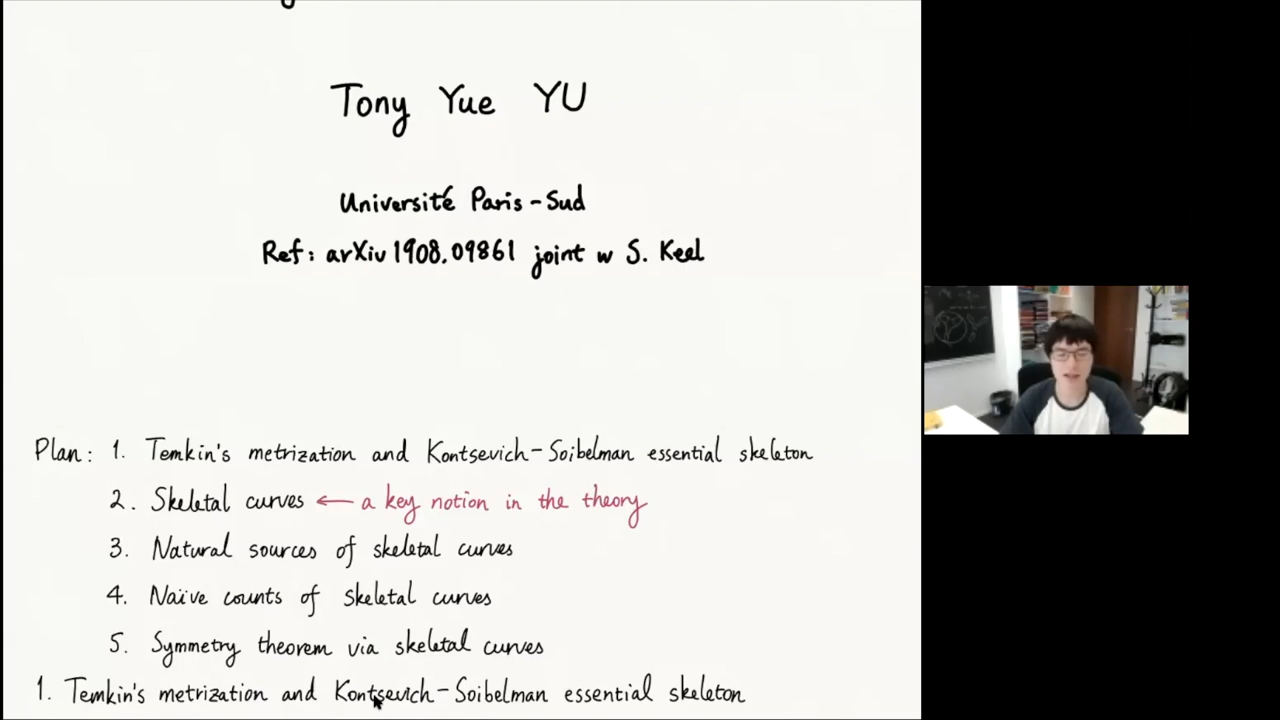 Tony Yue YU
Université Paris-Sud
Ref: arXiv 1908.09861 joint w S. Keel
Plan: 1. Temkin's metrization and Kontsevich-Soibelman essential skeleton
2. Skeletal curves ← a key notion in the theory
3. Natural sources of skeletal curves
4. Naïve counts of skeletal curves
5. Symmetry theorem via skeletal curves
1. Temkin's metrization and Kontsevich-Soibelman essential skeleton